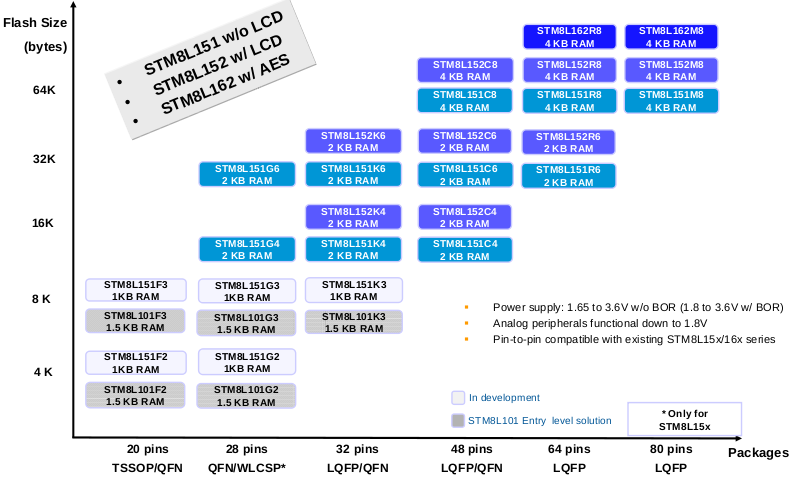 Flash Size
(bytes)
• STM8L151 w/o LCD
• STM8L152 w/ LCD
• STM8L162 w/ AES
STM8L162R8
4 KB RAM
STM8L162M8
4 KB RAM
64K
STM8L152C8
4 KB RAM
STM8L152R8
4 KB RAM
STM8L152M8
4 KB RAM
STM8L151C8
4 KB RAM
STM8L151R8
4 KB RAM
STM8L151M8
4 KB RAM
32K
STM8L152K6
2 KB RAM
STM8L152C6
2 KB RAM
STM8L152R6
2 KB RAM
STM8L151G6
2 KB RAM
STM8L151K6
2 KB RAM
STM8L151C6
2 KB RAM
STM8L151R6
2 KB RAM
16K
STM8L152K4
2 KB RAM
STM8L152C4
2 KB RAM
STM8L151G4
2 KB RAM
STM8L151K4
2 KB RAM
STM8L151C4
2 KB RAM
8 K
STM8L151F3
1KB RAM
STM8L151G3
1KB RAM
STM8L151K3
1KB RAM
STM8L101F3
1.5 KB RAM
STM8L101G3
1.5 KB RAM
STM8L101K3
1.5 KB RAM
Power supply: 1.65 to 3.6V w/o BOR (1.8 to 3.6V w/ BOR)
Analog peripherals functional down to 1.8V
Pin-to-pin compatible with existing STM8L15x/16x series
4 K
STM8L151F2
1KB RAM
STM8L151G2
1KB RAM
STM8L101F2
1.5 KB RAM
STM8L101G2
1.5 KB RAM
In development
STM8L101 Entry level solution
* Only for
STM8L15x
20 pins
TSSOP/QFN
28 pins
QFN/WLCSP*
32 pins
LQFP/QFN
48 pins
LQFP/QFN
64 pins
LQFP
80 pins
LQFP
Packages